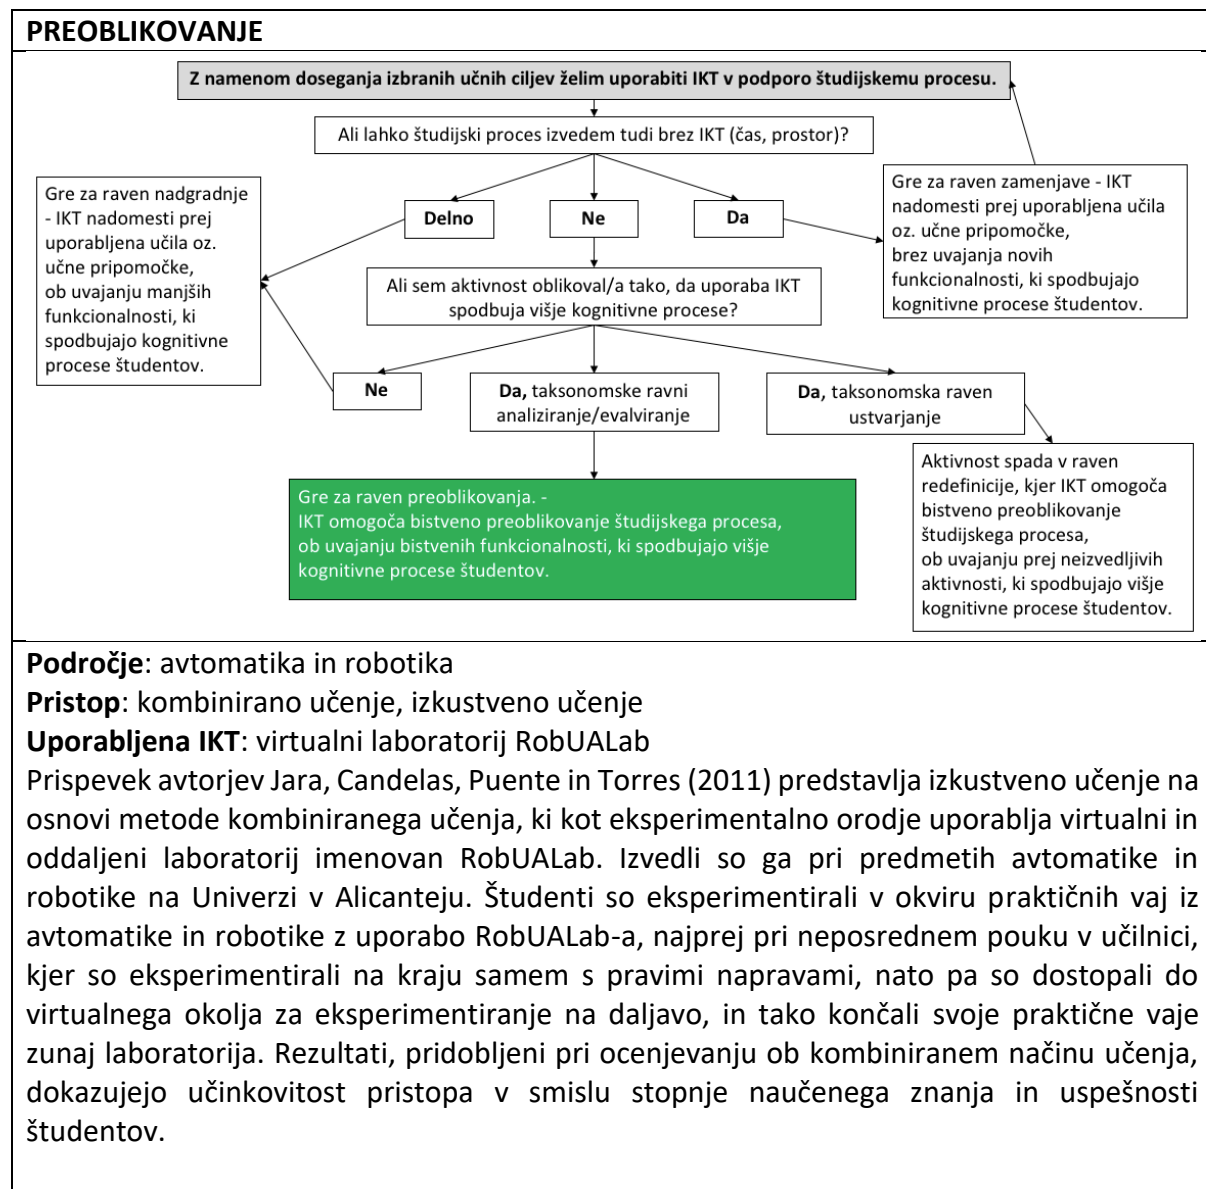 PREOBLIKOVANJE
Z namenom doseganja izbranih učnih ciljev želim uporabiti IKT v podporo študijskemu procesu.
Ali lahko študijski proces izvedem tudi brez IKT (čas, prostor)?
Gre za raven nadgradnje
- IKT nadomesti prej
uporabljena učila oz.
učne pripomočke,
ob uvajanju manjših
funkcionalnosti, ki
spodbujajo kognitivne
procese študentov.
Delno
Ne
Da
Gre za raven zamenjave - IKT
nadomesti prej uporabljena učila
oz. učne pripomočke,
brez uvajanja novih
funkcionalnosti, ki spodbujajo
kognitivne procese študentov.
Ali sem aktivnost oblikoval/a tako, da uporaba IKT
spodbuja višje kognitivne procese?
Ne
Da, taksonomske ravni
analiziranje/evalviranje
Da, taksonomska raven
ustvarjanje
Gre za raven preoblikovanja. -
IKT omogoča bistveno preoblikovanje študijskega procesa,
ob uvajanju bistvenih funkcionalnosti, ki spodbujajo višje
kognitivne procese študentov.
Aktivnost spada v raven
redefinicije, kjer IKT omogoča
bistveno preoblikovanje
študijskega procesa,
ob uvajanju prej neizvedljivih
aktivnosti, ki spodbujajo višje
kognitivne procese študentov.
Področje: avtomatika in robotika
Pristop: kombinirano učenje, izkustveno učenje
Uporabljena IKT: virtualni laboratorij RobUALab
Prispevek avtorjev Jara, Candelas, Puente in Torres (2011) predstavlja izkustveno učenje na
osnovi metode kombiniranega učenja, ki kot eksperimentalno orodje uporablja virtualni in
oddaljeni laboratorij imenovan RobUALab. Izvedli so ga pri predmetih avtomatike in
robotike na Univerzi v Alicanteju. Študenti so eksperimentirali v okviru praktičnih vaj iz
avtomatike in robotike z uporabo RobUALab-a, najprej pri neposrednem pouku v učilnici,
kjer so eksperimentirali na kraju samem s pravimi napravami, nato pa so dostopali do
virtualnega okolja za eksperimentiranje na daljavo, in tako končali svoje praktične vaje
zunaj laboratorija. Rezultati, pridobljeni pri ocenjevanju ob kombiniranem načinu učenja,
dokazujejo učinkovitost pristopa v smislu stopnje naučenega znanja in uspešnosti
študentov.